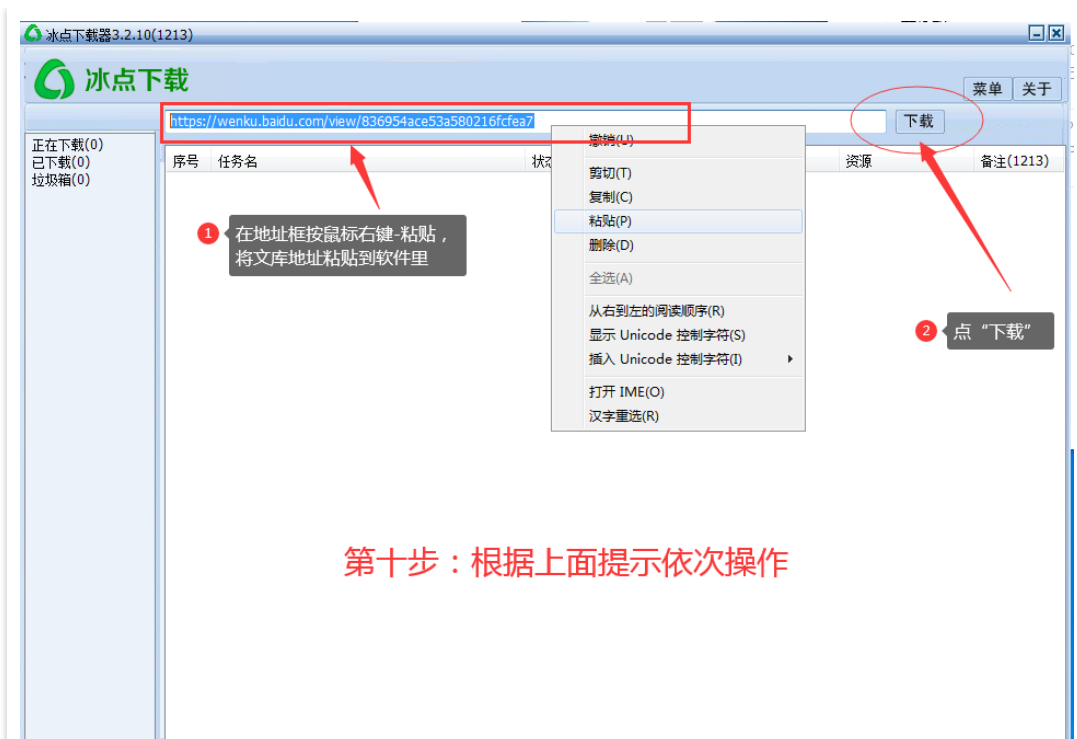 冰点下载器3.2.10(1213)
冰点下载
菜单 关于
https://wenku.baidu.com/view/836954ace53a580216fcfea7
下载
正在下载(0)
已下载(0)
垃圾箱(0)
序号 任务名 资源 备注(1213)
撤销(U)
剪切(T)
复制(C)
粘贴(P)
删除(D)
全选(A)
从右到左的阅读顺序(R)
显示 Unicode 控制字符(S)
插入 Unicode 控制字符(I)
打开 IME(O)
汉字重选(R)
1 在地址框按鼠标右键-粘贴，
将文库地址粘贴到软件里
2 点“下载”
第十步：根据上面提示依次操作